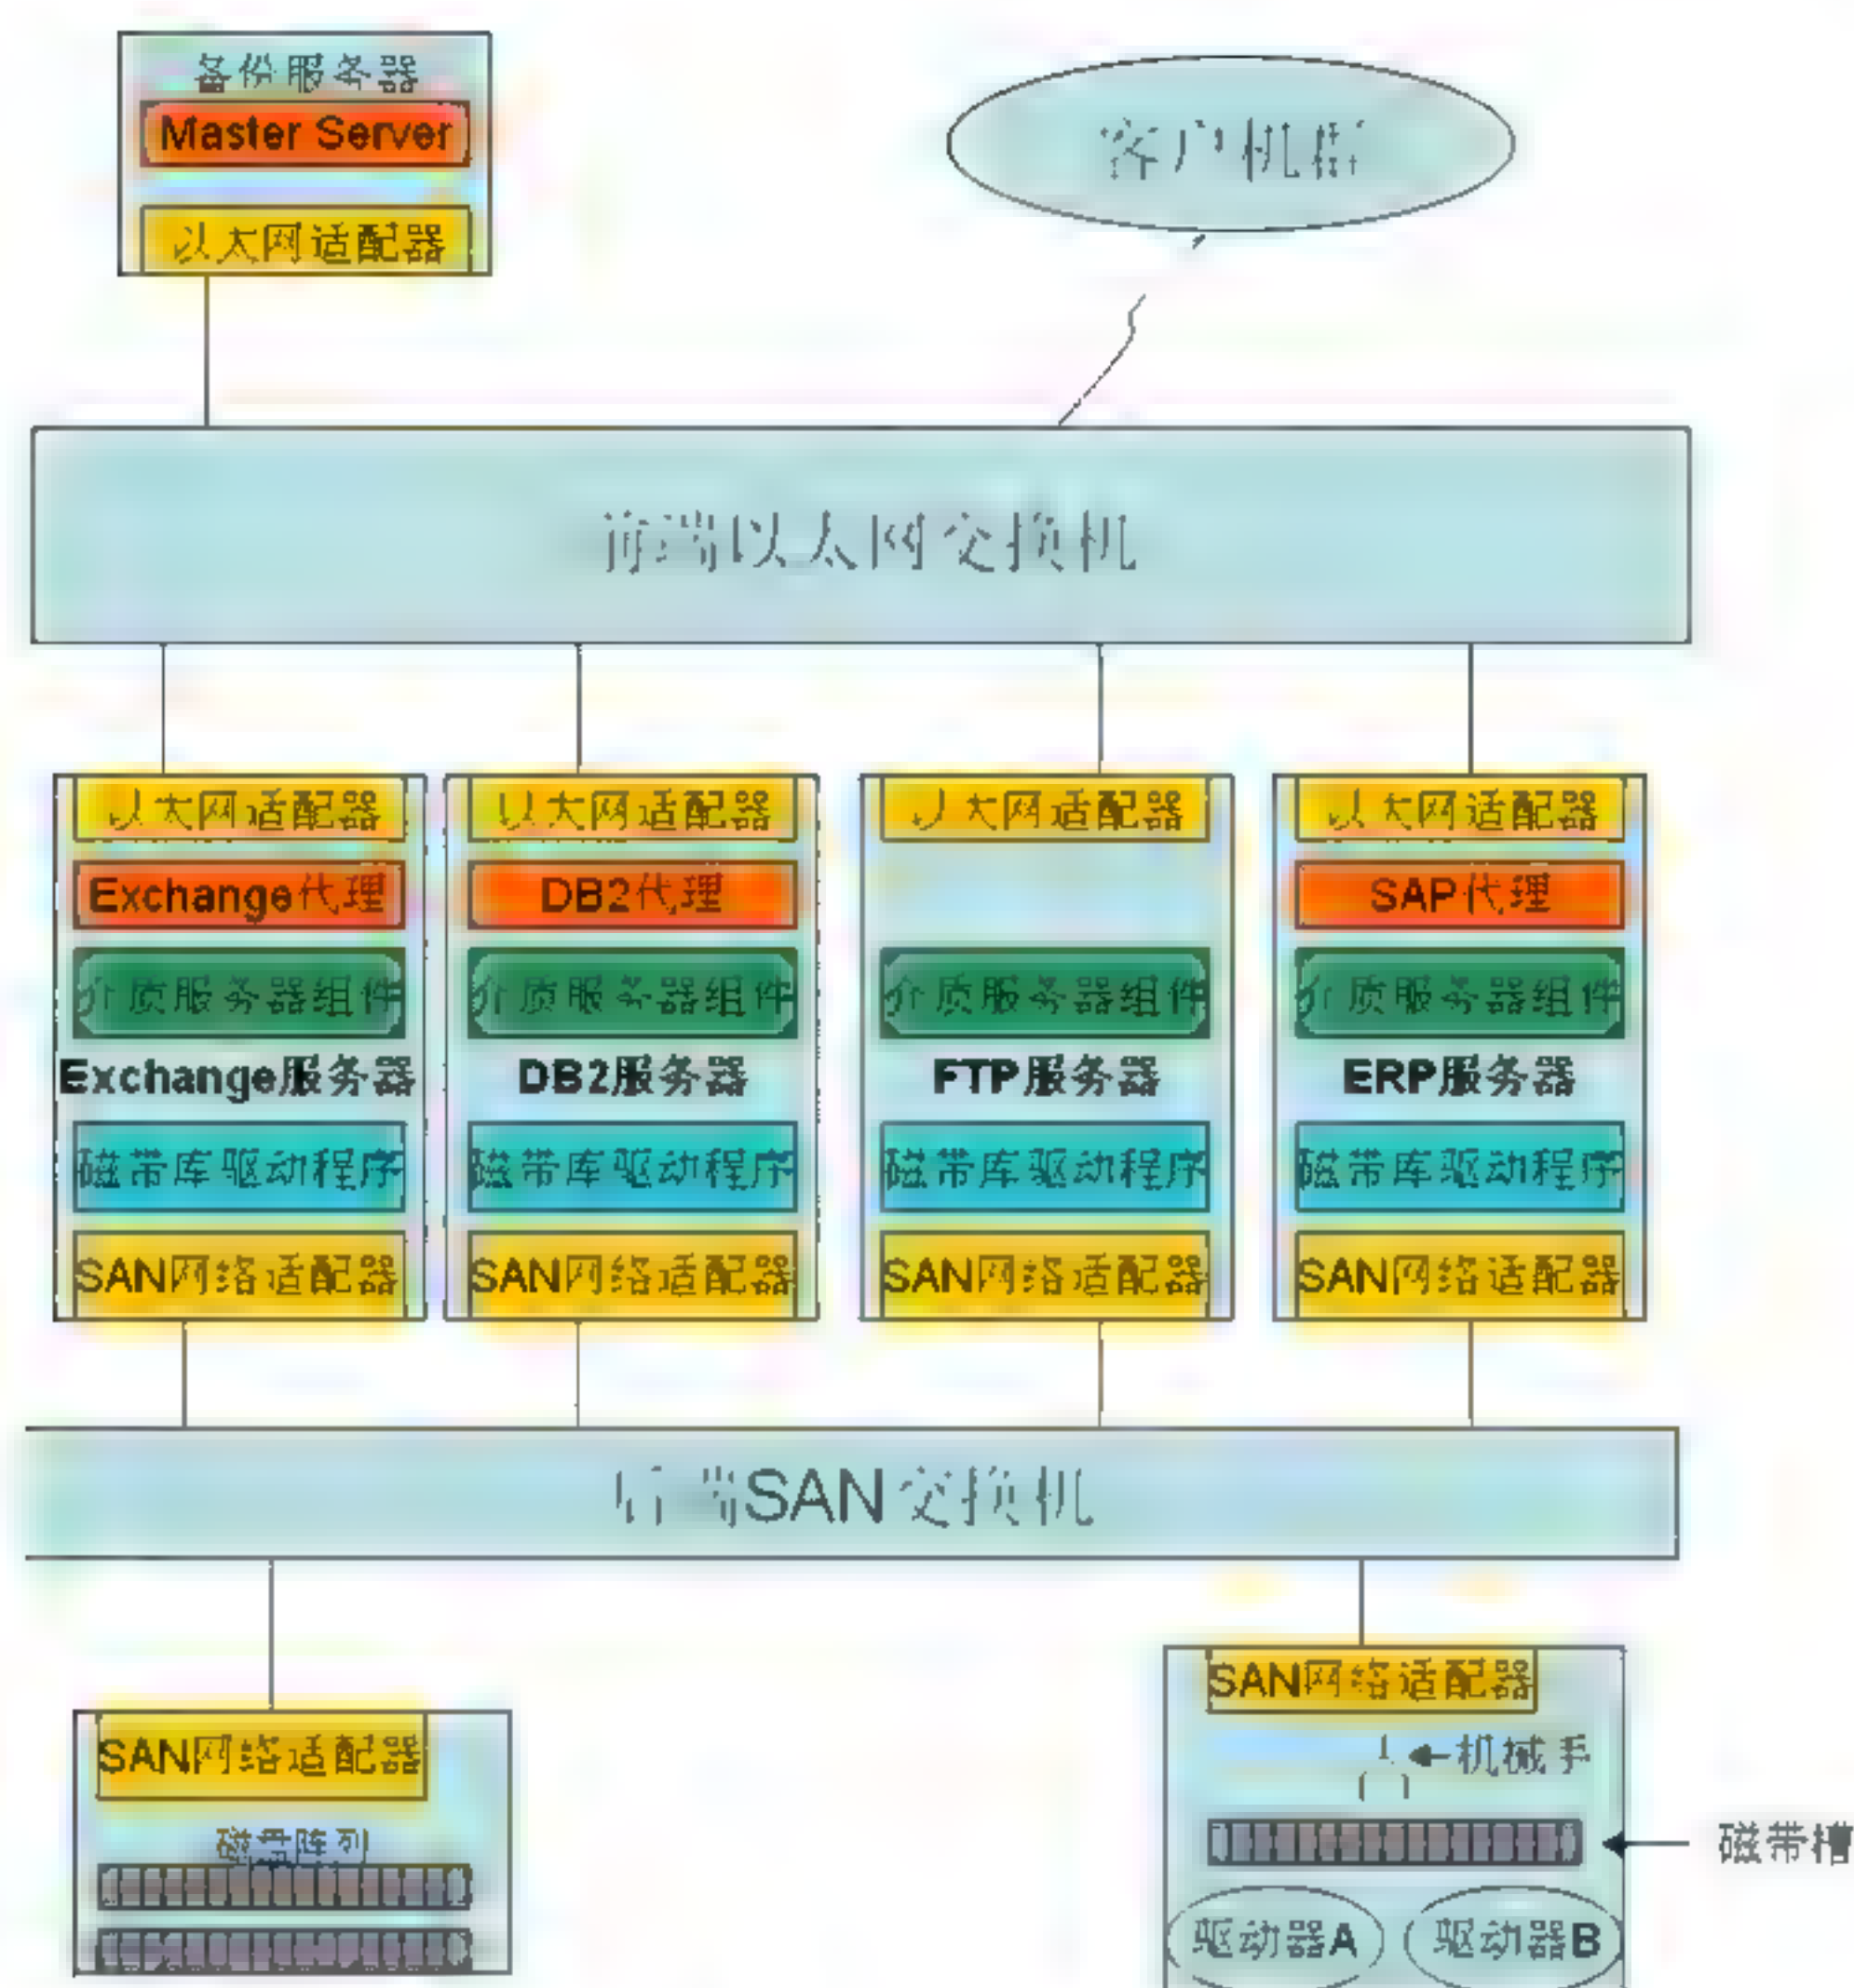 备份服务器
Master Server
以太网适配器
客户机群
前端以太网交换机
以太网适配器
Exchange代理
介质服务器组件
Exchange服务器
磁带库驱动程序
SAN网络适配器
以太网适配器
DB2代理
介质服务器组件
DB2服务器
磁带库驱动程序
SAN网络适配器
以太网适配器
介质服务器组件
FTP服务器
磁带库驱动程序
SAN网络适配器
以太网适配器
SAP代理
介质服务器组件
ERP服务器
磁带库驱动程序
SAN网络适配器
后端SAN交换机
SAN网络适配器
磁盘阵列
SAN网络适配器
机械手
磁带槽
驱动器A
驱动器B